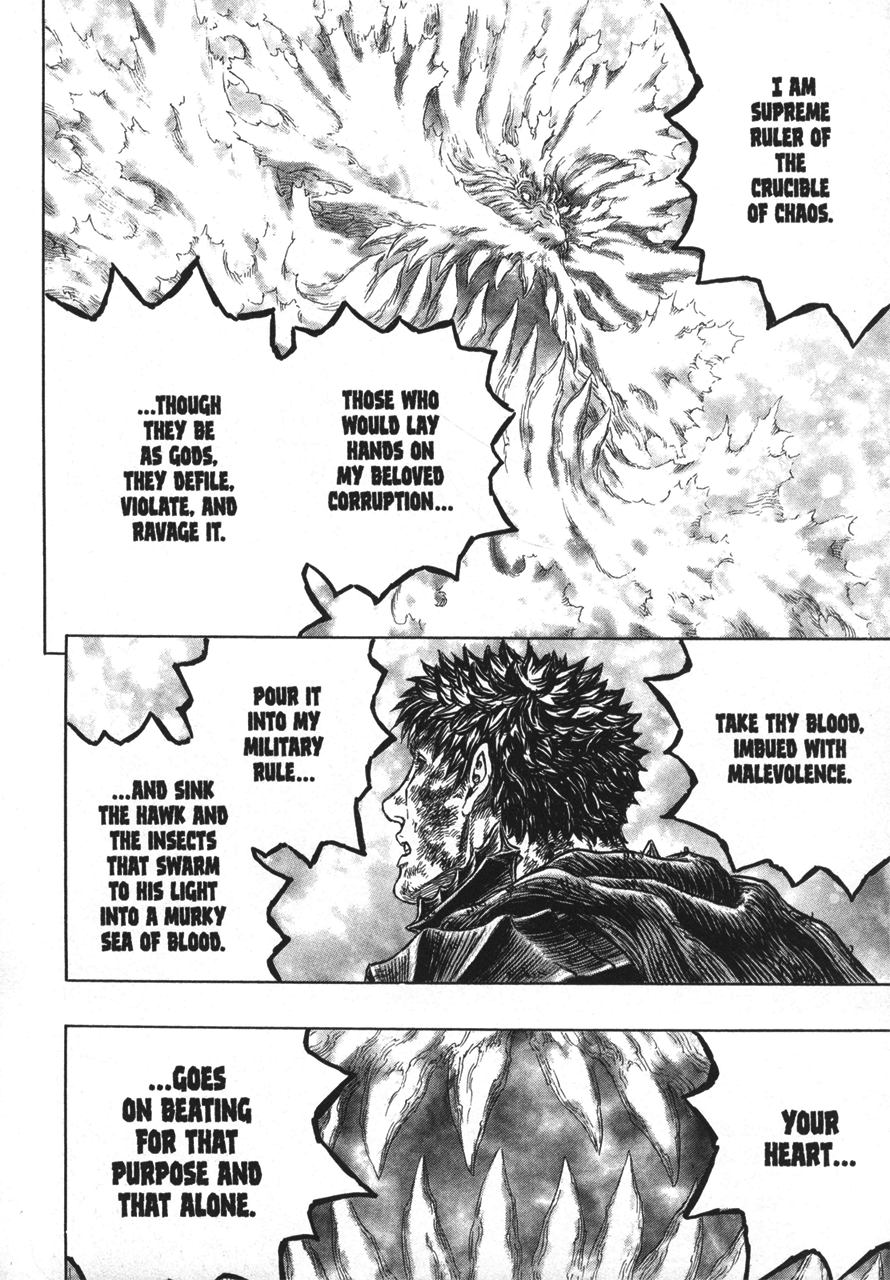 I AM
SUPREME
RULER OF
THE
CRUCIBLE
OF CHAOS.
THOSE WHO
WOULD LAY
HANDS ON
MY BELOVED
CORRUPTION...
...THOUGH
THEY BE
AS GODS,
THEY DEFILE,
VIOLATE, AND
RAVAGE IT.
TAKE THY BLOOD,
IMBUED WITH
MALEVOLENCE.
POUR IT
INTO MY
MILITARY
RULE...
...AND SINK
THE HAWK AND
THE INSECTS
THAT SWARM
TO HIS LIGHT
INTO A MURKY
SEA OF BLOOD.
YOUR
HEART...
...GOES
ON BEATING
FOR THAT
PURPOSE AND
THAT ALONE.